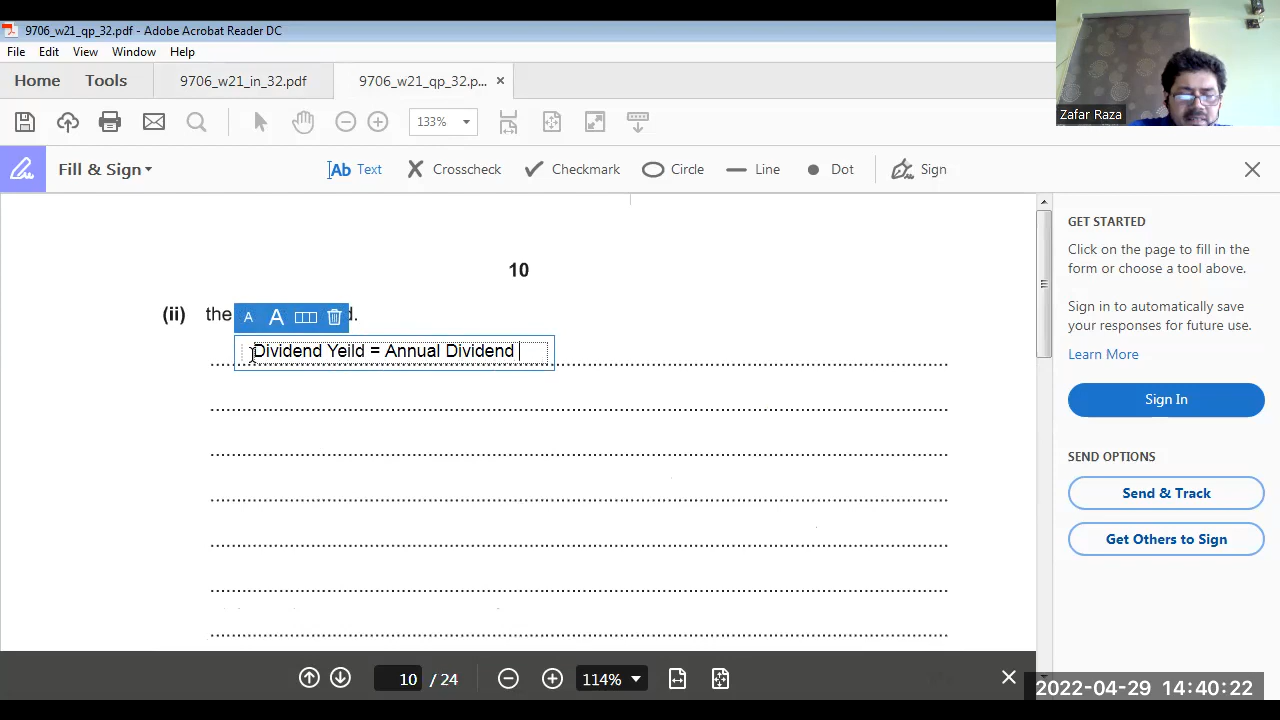 9706_w21_qp_32.pdf - Adobe Acrobat Reader DC
File Edit View Window Help
Home Tools 9706_w21_in_32.pdf 9706_w21_qp_32.p...
133%
Fill & Sign Ab Text Crosscheck Checkmark Circle Line Dot Sign
Zafar Raza
10
(ii) the
A A
Dividend Yeild = Annual Dividend
GET STARTED
Click on the page to fill in the
form or choose a tool above.
Sign in to automatically save
your responses for future use.
Learn More
Sign In
SEND OPTIONS
Send & Track
Get Others to Sign
10 / 24 114%
2022-04-29 14:40:22